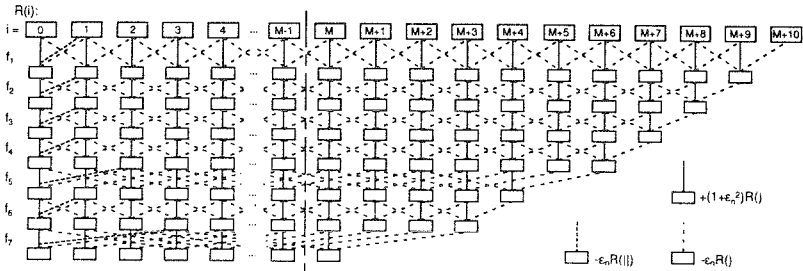 R(i):
i = 0 1 2 3 4 ... M-1 M M+1 M+2 M+3 M+4 M+5 M+6 M+7 M+8 M+9 M+10
f₁
...
f₂
...
f₃
...
f₄
...
f₅
...
+(1+εₙ²)R()
f₆
...
f₇
...
-εₙR(||) -εₙR()